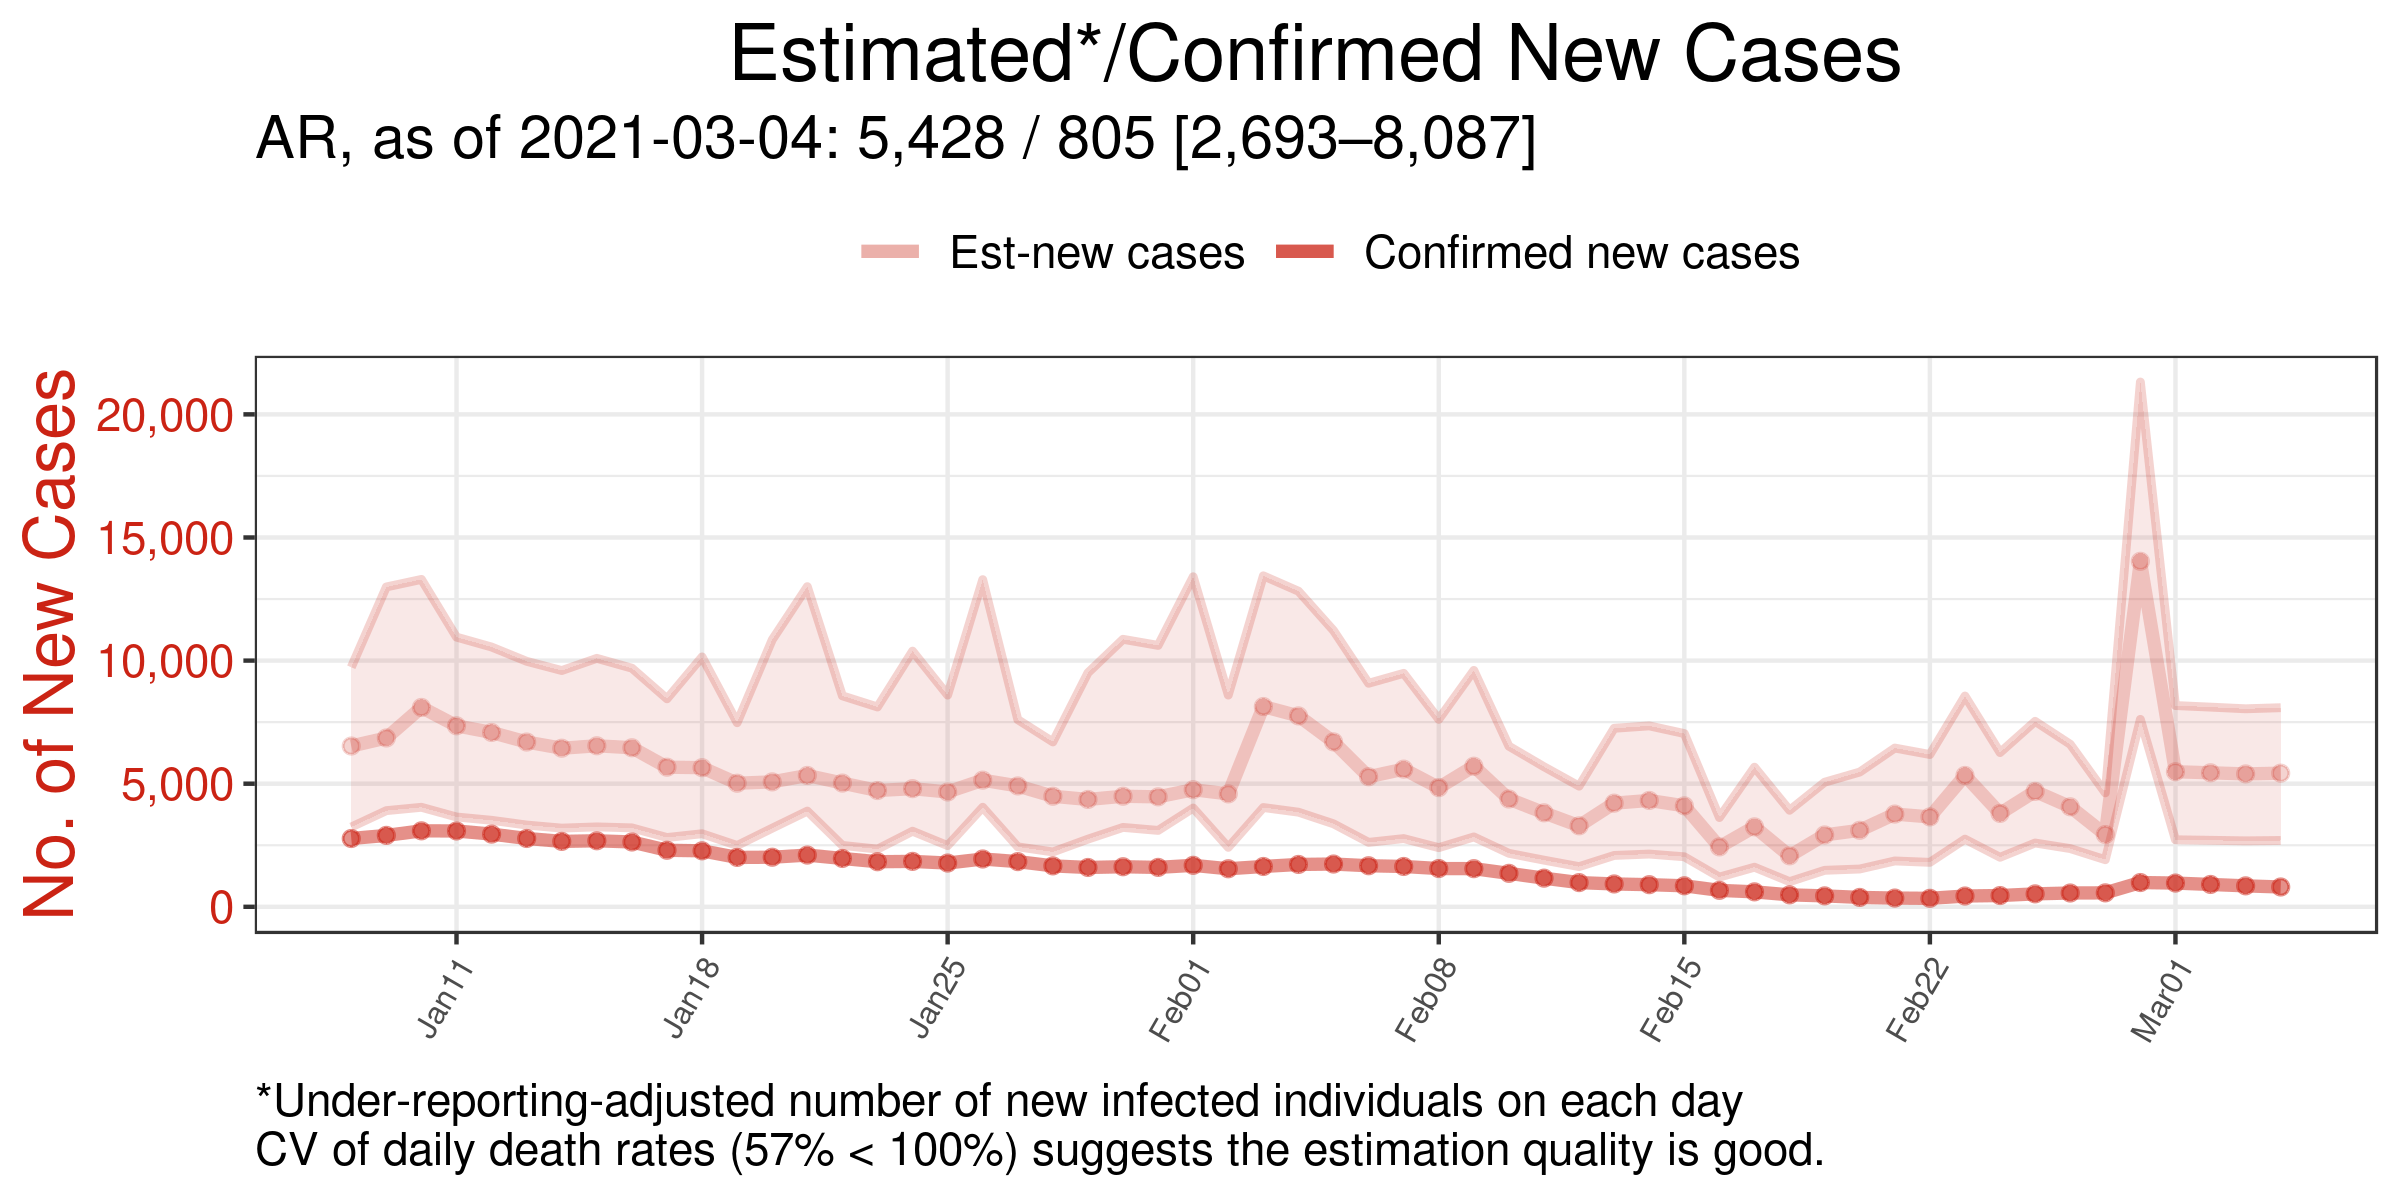 Estimated*/Confirmed New Cases
AR, as of 2021-03-04: 5,428 / 805 [2,693–8,087]
Est-new cases
Confirmed new cases
No. of New Cases
20,000
15,000
10,000
5,000
0
Jan11
Jan18
Jan25
Feb01
Feb08
Feb15
Feb22
Mar01
*Under-reporting-adjusted number of new infected individuals on each day
CV of daily death rates (57% < 100%) suggests the estimation quality is good.